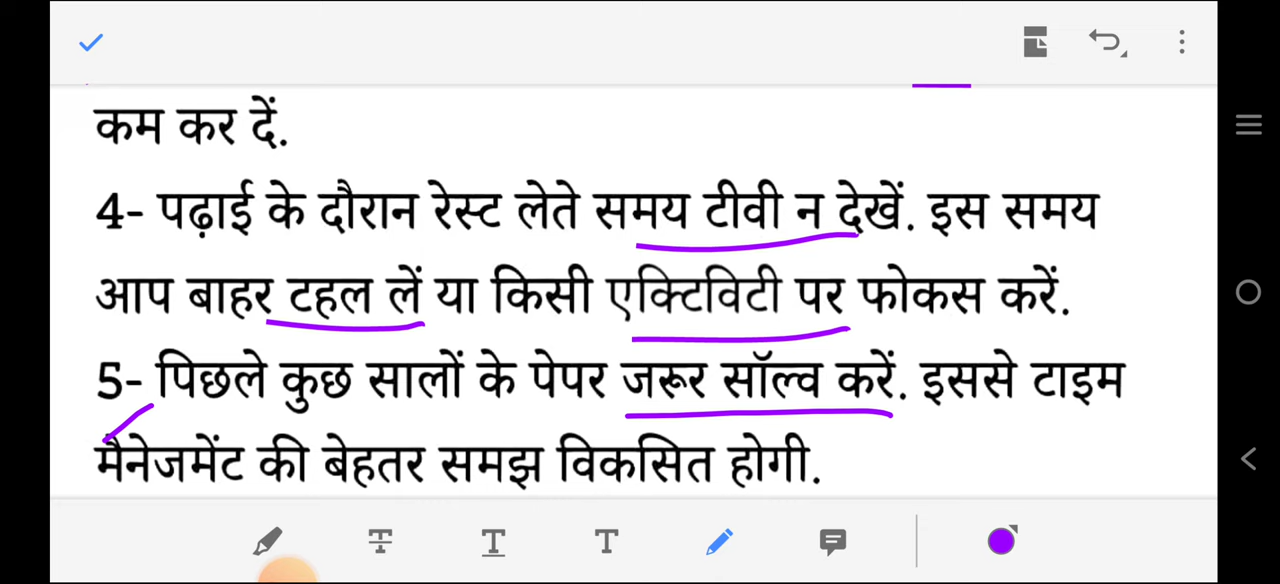 कम कर दें.
4- पढ़ाई के दौरान रेस्ट लेते समय टीवी न देखें. इस समय
आप बाहर टहल लें या किसी एक्टिविटी पर फोकस करें.
5- पिछले कुछ सालों के पेपर जरूर सॉल्व करें. इससे टाइम
मैनेजमेंट की बेहतर समझ विकसित होगी.